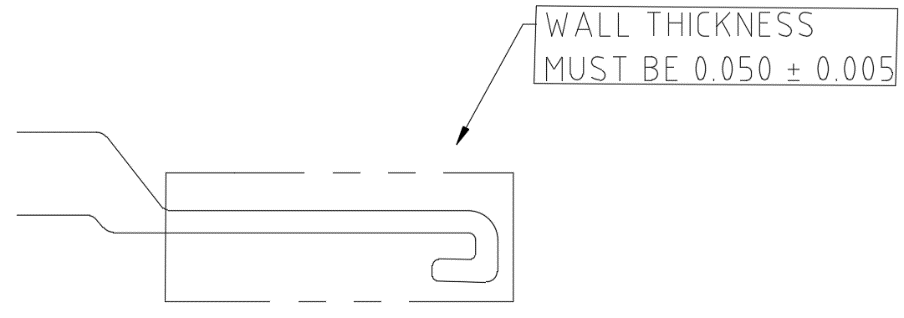 WALL THICKNESS
MUST BE 0.050 ± 0.005